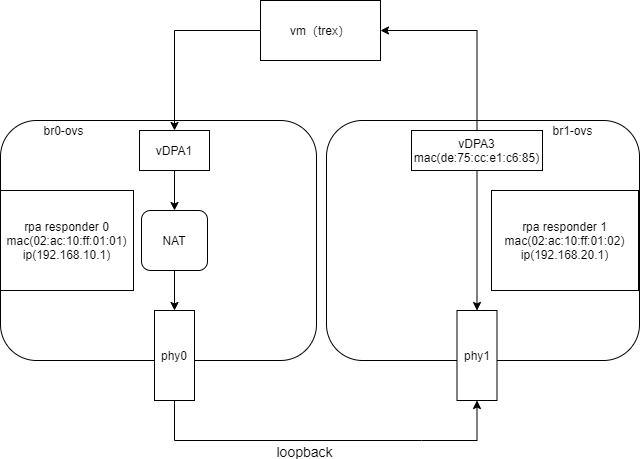 vm（trex）
br0-ovs
br1-ovs
vDPA1
vDPA3
mac(de:75:cc:e1:c6:85)
rpa responder 0
mac(02:ac:10:ff:01:01)
ip(192.168.10.1)
NAT
rpa responder 1
mac(02:ac:10:ff:01:02)
ip(192.168.20.1)
phy0
phy1
loopback